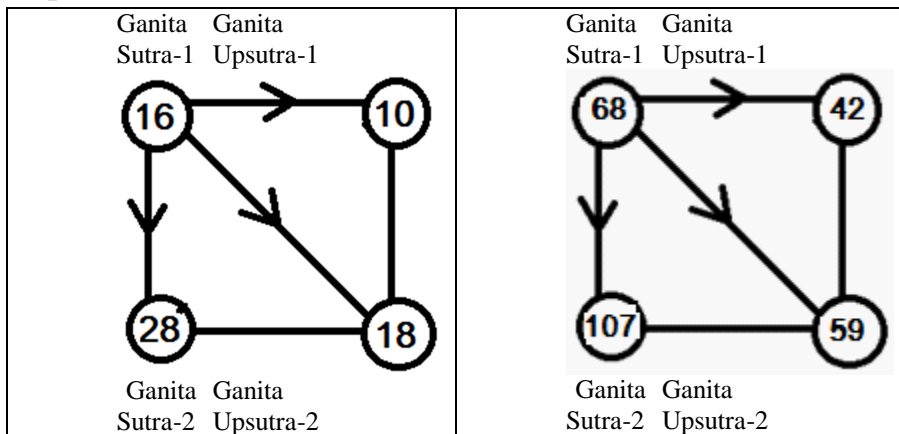 Ganita Ganita
Sutra-1 Upsutra-1
16 10
28 18
Ganita Ganita
Sutra-2 Upsutra-2
Ganita Ganita
Sutra-1 Upsutra-1
68 42
107 59
Ganita Ganita
Sutra-2 Upsutra-2